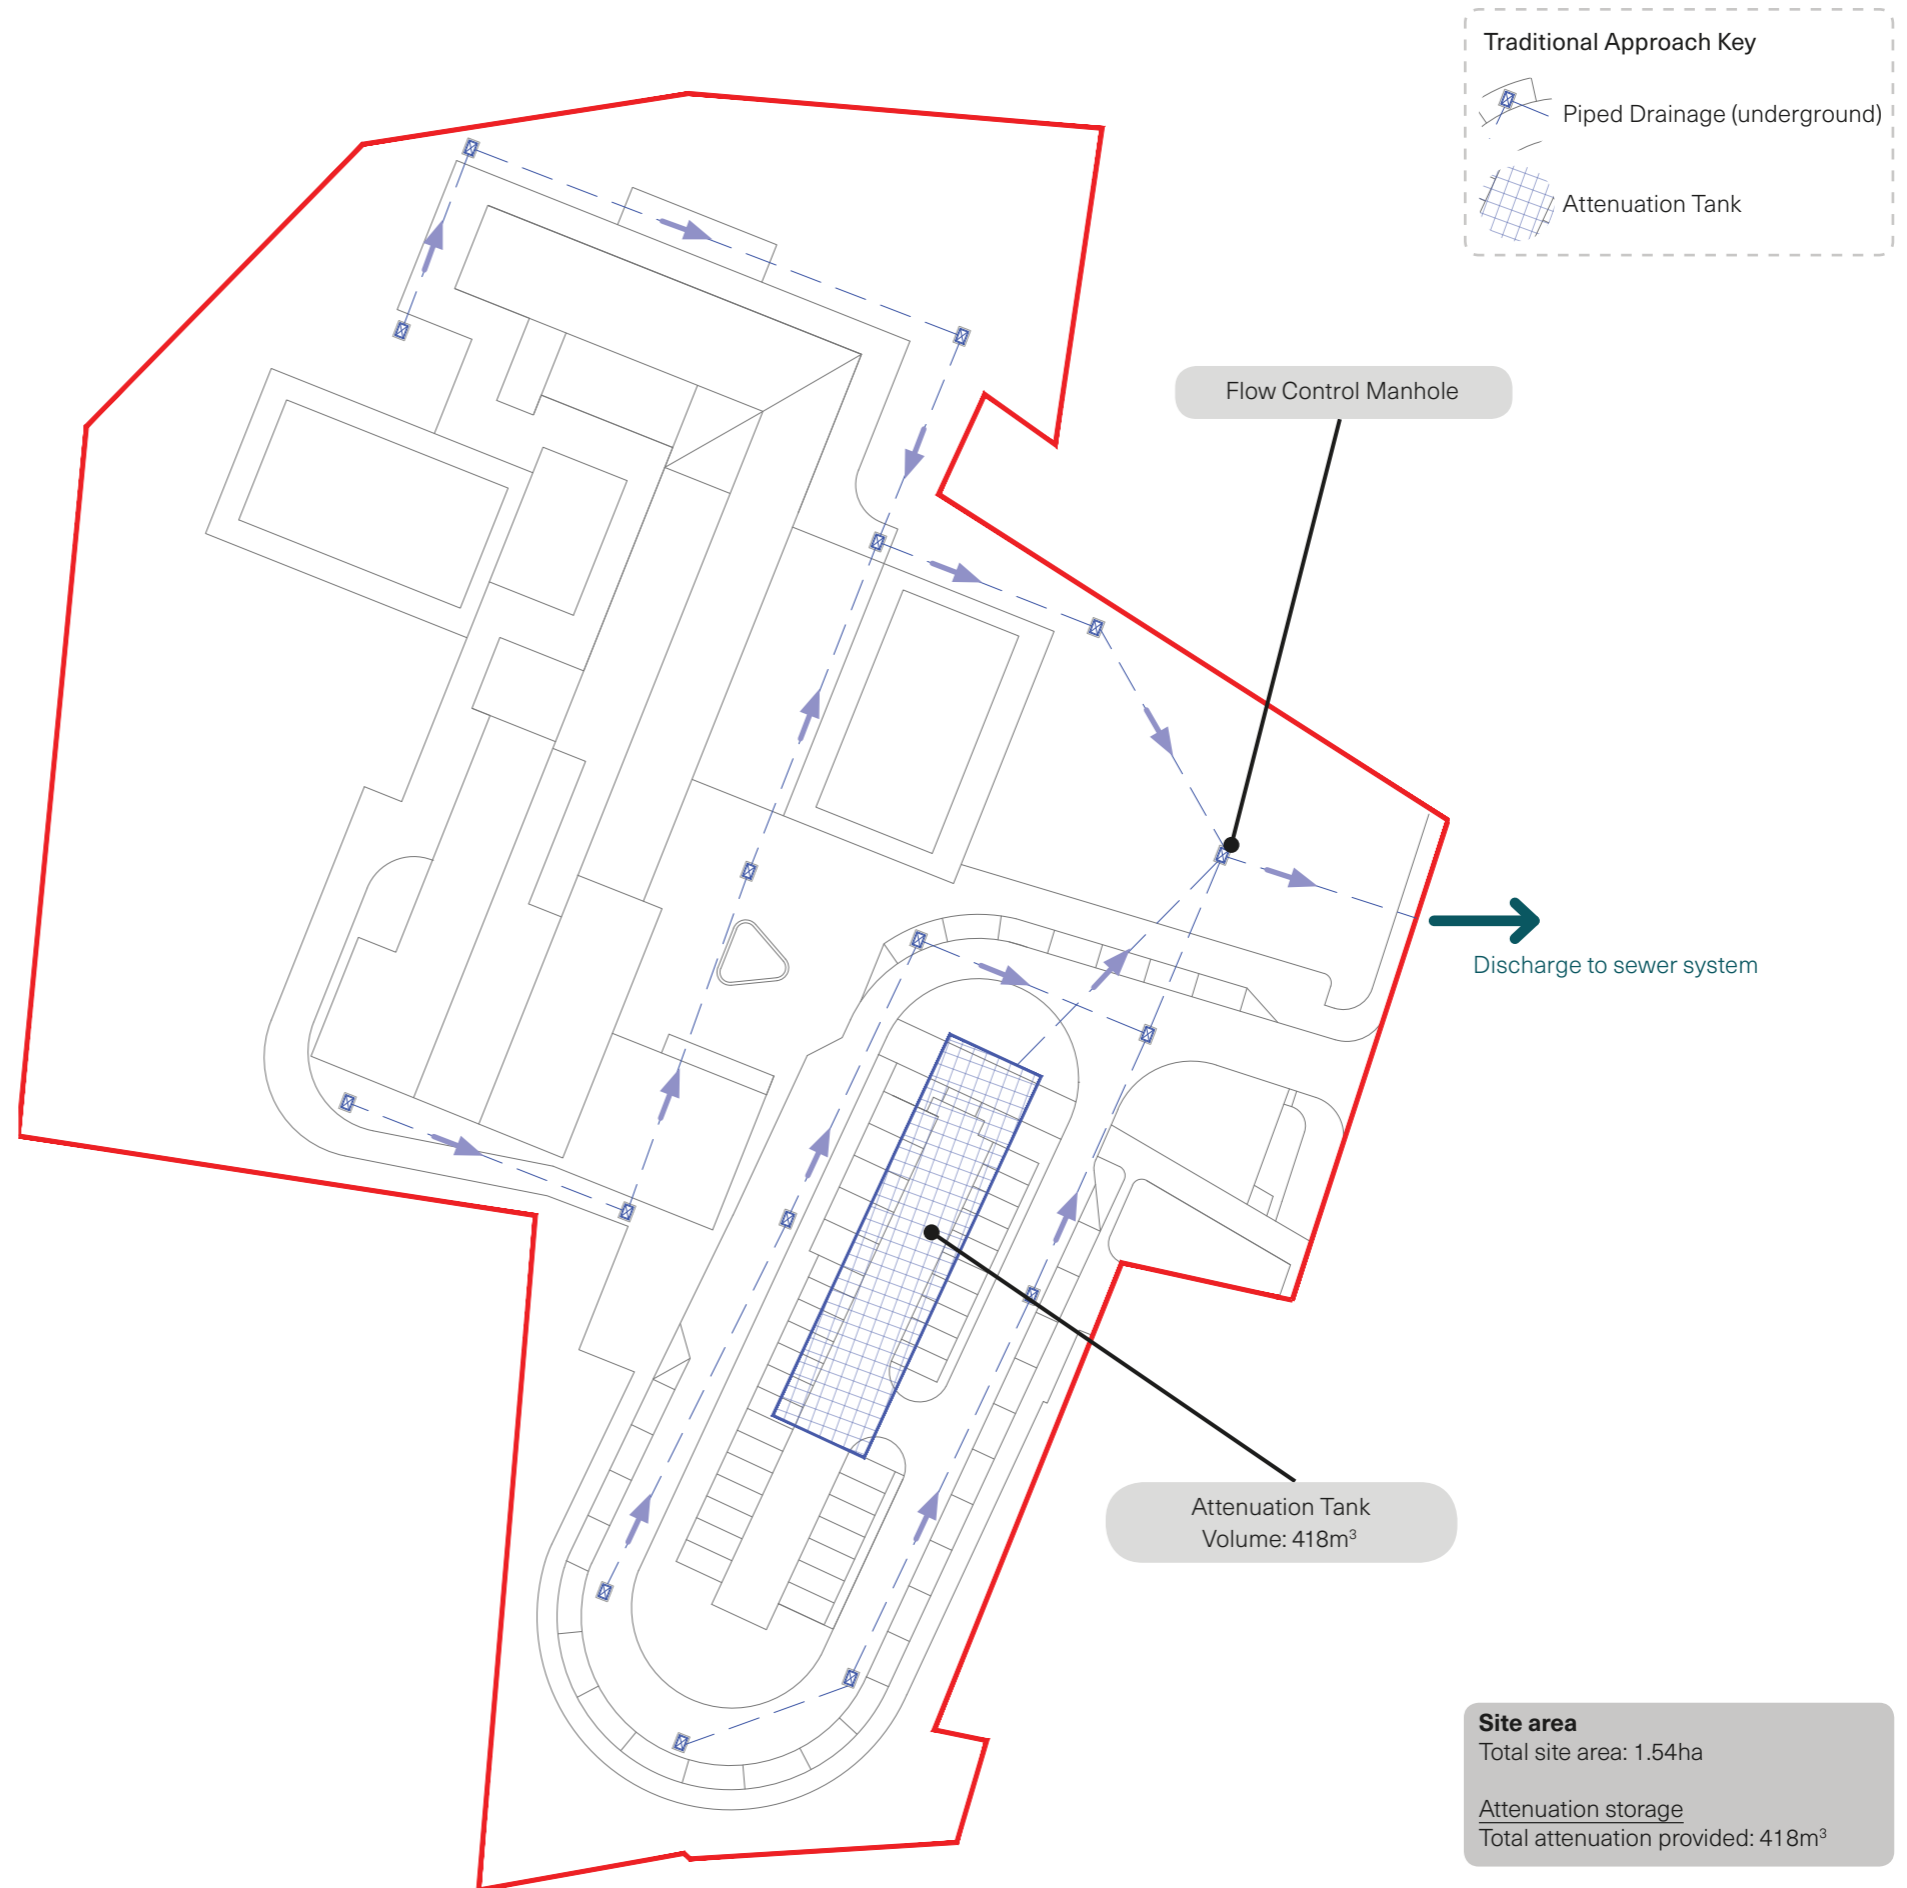 Traditional Approach Key
Piped Drainage (underground)
Attenuation Tank
Flow Control Manhole
Discharge to sewer system
Attenuation Tank
Volume: 418m³
Site area
Total site area: 1.54ha
Attenuation storage
Total attenuation provided: 418m³